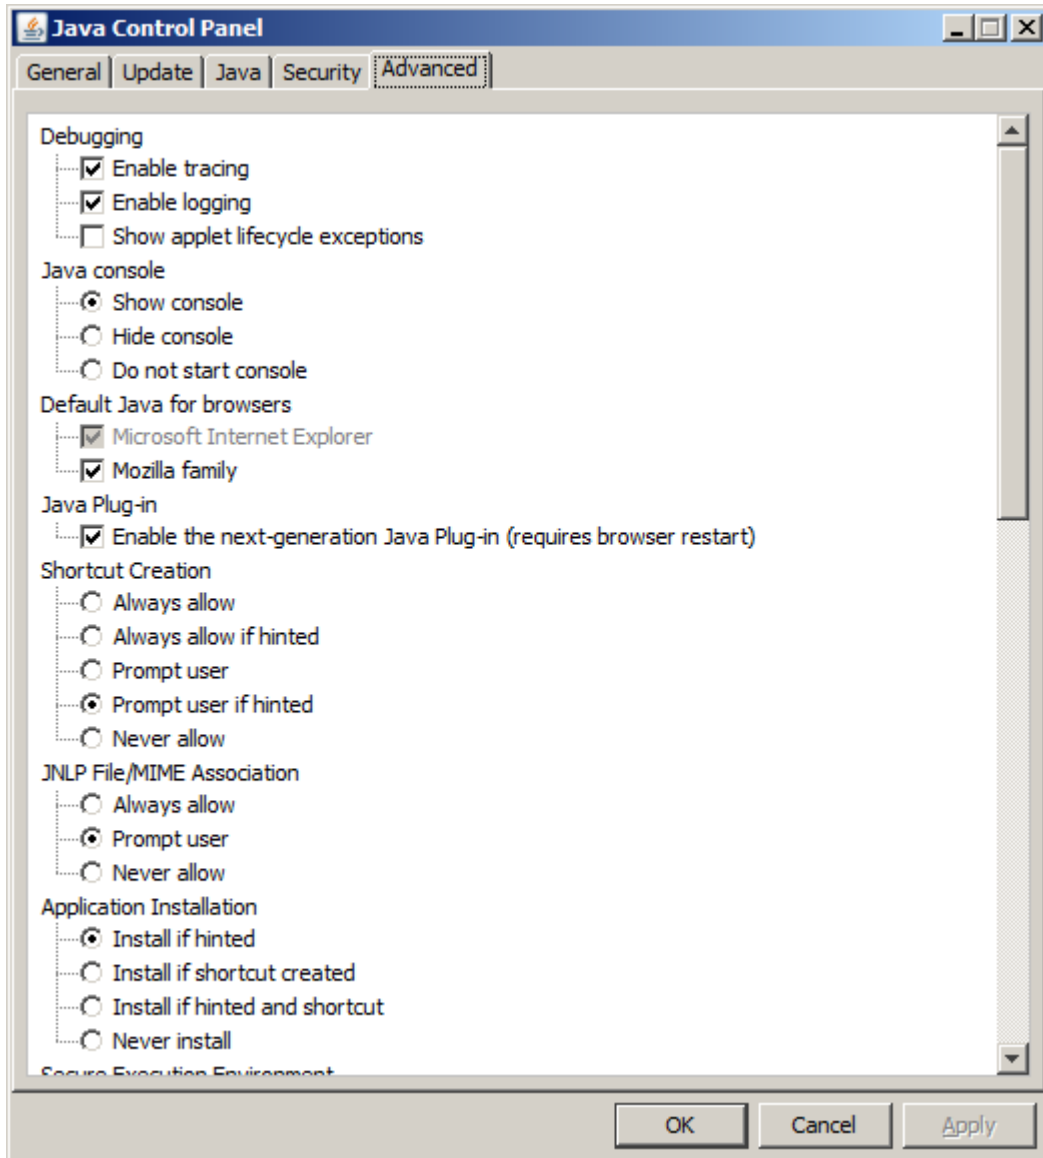 Java Control Panel
General Update Java Security Advanced
Debugging
Enable tracing
Enable logging
Show applet lifecycle exceptions
Java console
Show console
Hide console
Do not start console
Default Java for browsers
Microsoft Internet Explorer
Mozilla family
Java Plug-in
Enable the next-generation Java Plug-in (requires browser restart)
Shortcut Creation
Always allow
Always allow if hinted
Prompt user
Prompt user if hinted
Never allow
JNLP File/MIME Association
Always allow
Prompt user
Never allow
Application Installation
Install if hinted
Install if shortcut created
Install if hinted and shortcut
Never install
Secure Execution Environment
OK Cancel Apply